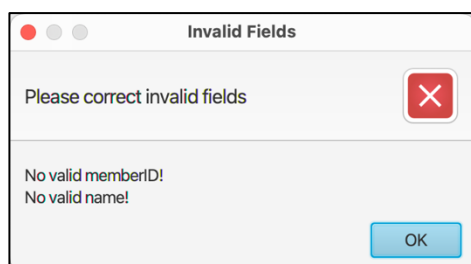 Invalid Fields
Please correct invalid fields
No valid memberID!
No valid name!
OK